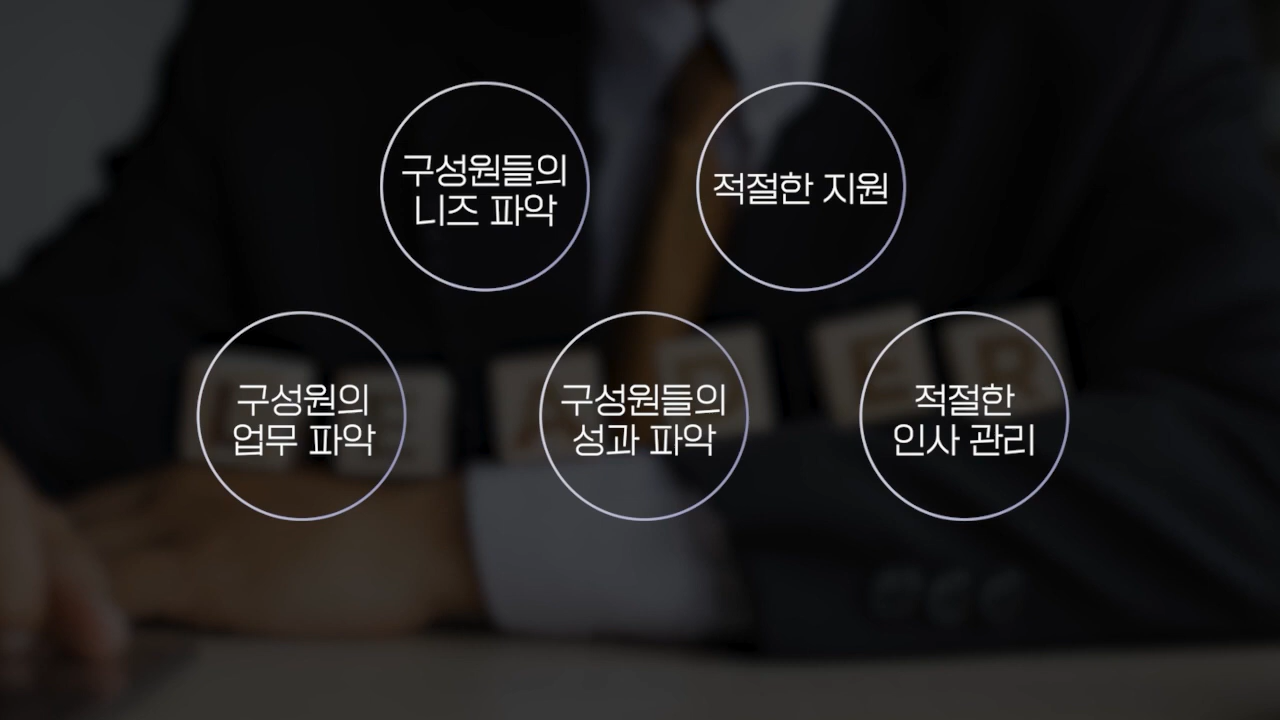 구성원들의
니즈 파악
적절한 지원
구성원의
업무 파악
구성원들의
성과 파악
적절한
인사 관리
LEADER